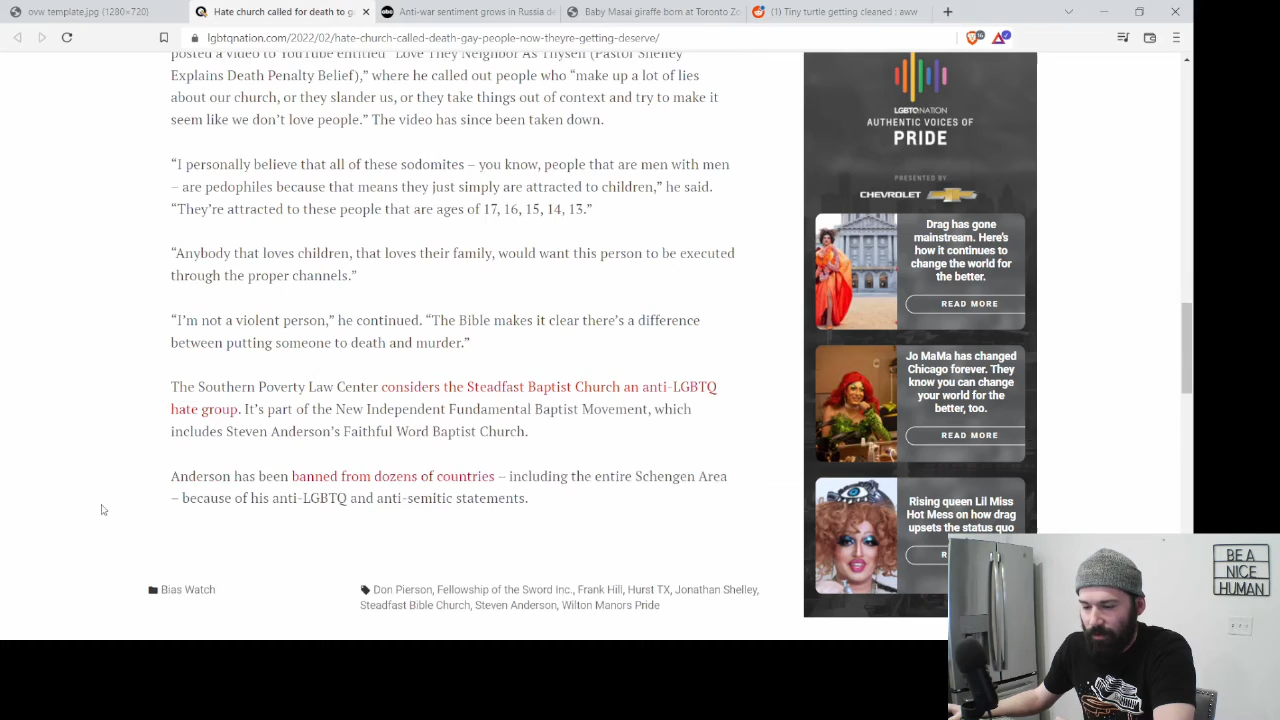 ovw template.jpg (1280×720)
Hate church called for death to g
Anti-war sentiment grows in Russia de
Baby Masai giraffe born at Toronto Zo
(1) Tiny turtle getting cleaned : aww
lgbtqnation.com/2022/02/hate-church-called-death-gay-people-now-theyre-getting-deserve/
posted a video to YouTube entitled “Love They Neighbor As Thyself (Pastor Shelley
Explains Death Penalty Belief),” where he called out people who “make up a lot of lies
about our church, or they slander us, or they take things out of context and try to make it
seem like we don’t love people.” The video has since been taken down.
“I personally believe that all of these sodomites – you know, people that are men with men
– are pedophiles because that means they just simply are attracted to children,” he said.
“They’re attracted to these people that are ages of 17, 16, 15, 14, 13.”
“Anybody that loves children, that loves their family, would want this person to be executed
through the proper channels.”
“I’m not a violent person,” he continued. “The Bible makes it clear there’s a difference
between putting someone to death and murder.”
The Southern Poverty Law Center considers the Steadfast Baptist Church an anti-LGBTQ
hate group. It’s part of the New Independent Fundamental Baptist Movement, which
includes Steven Anderson’s Faithful Word Baptist Church.
Anderson has been banned from dozens of countries – including the entire Schengen Area
– because of his anti-LGBTQ and anti-semitic statements.
Bias Watch
Don Pierson, Fellowship of the Sword Inc., Frank Hill, Hurst TX, Jonathan Shelley,
Steadfast Bible Church, Steven Anderson, Wilton Manors Pride
LGBTQNATION
AUTHENTIC VOICES OF
PRIDE
PRESENTED BY
CHEVROLET
Drag has gone
mainstream. Here’s
how it continues to
change the world for
the better.
READ MORE
Jo MaMa has changed
Chicago forever. They
know you can change
your world for the
better, too.
READ MORE
Rising queen Lil Miss
Hot Mess on how drag
upsets the status quo
BE A
NICE
HUMAN